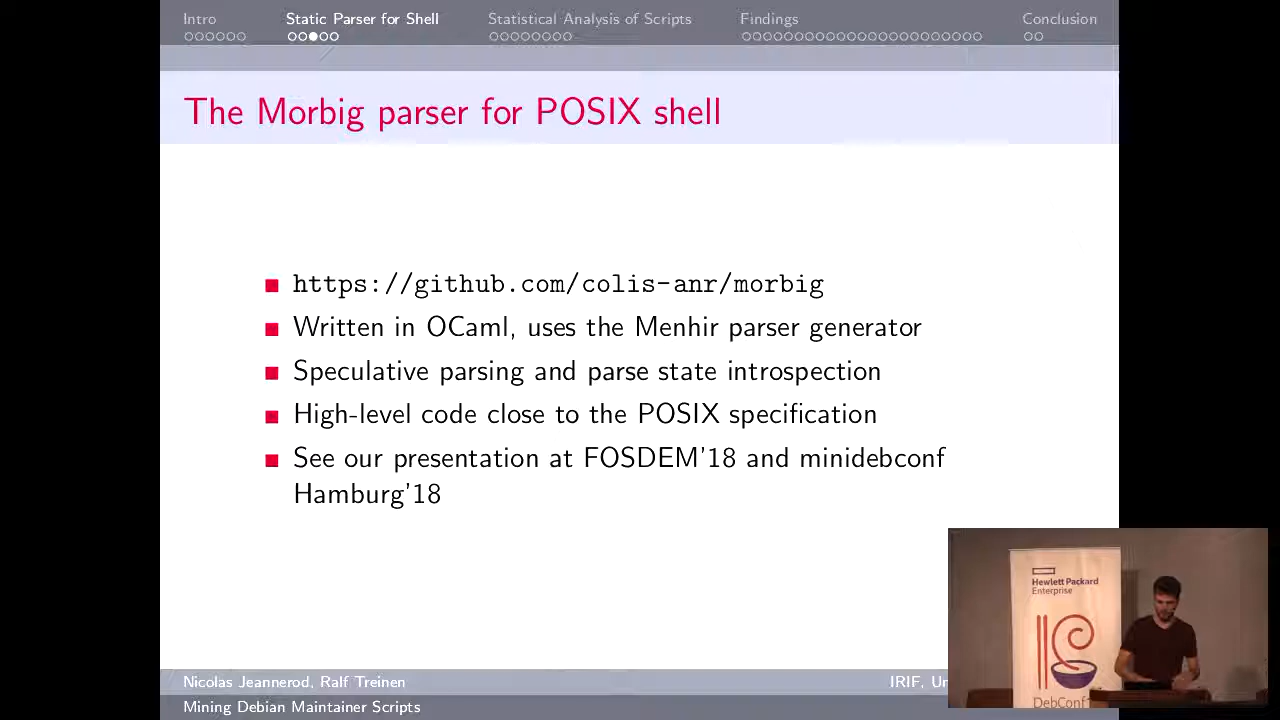 Intro
Static Parser for Shell
Statistical Analysis of Scripts
Findings
Conclusion
The Morbig parser for POSIX shell
https://github.com/colis-anr/morbig
Written in OCaml, uses the Menhir parser generator
Speculative parsing and parse state introspection
High-level code close to the POSIX specification
See our presentation at FOSDEM'18 and minidebconf
Hamburg'18
Nicolas Jeannerod, Ralf Treinen
IRIF,
Mining Debian Maintainer Scripts
Hewlett Packard
Enterprise